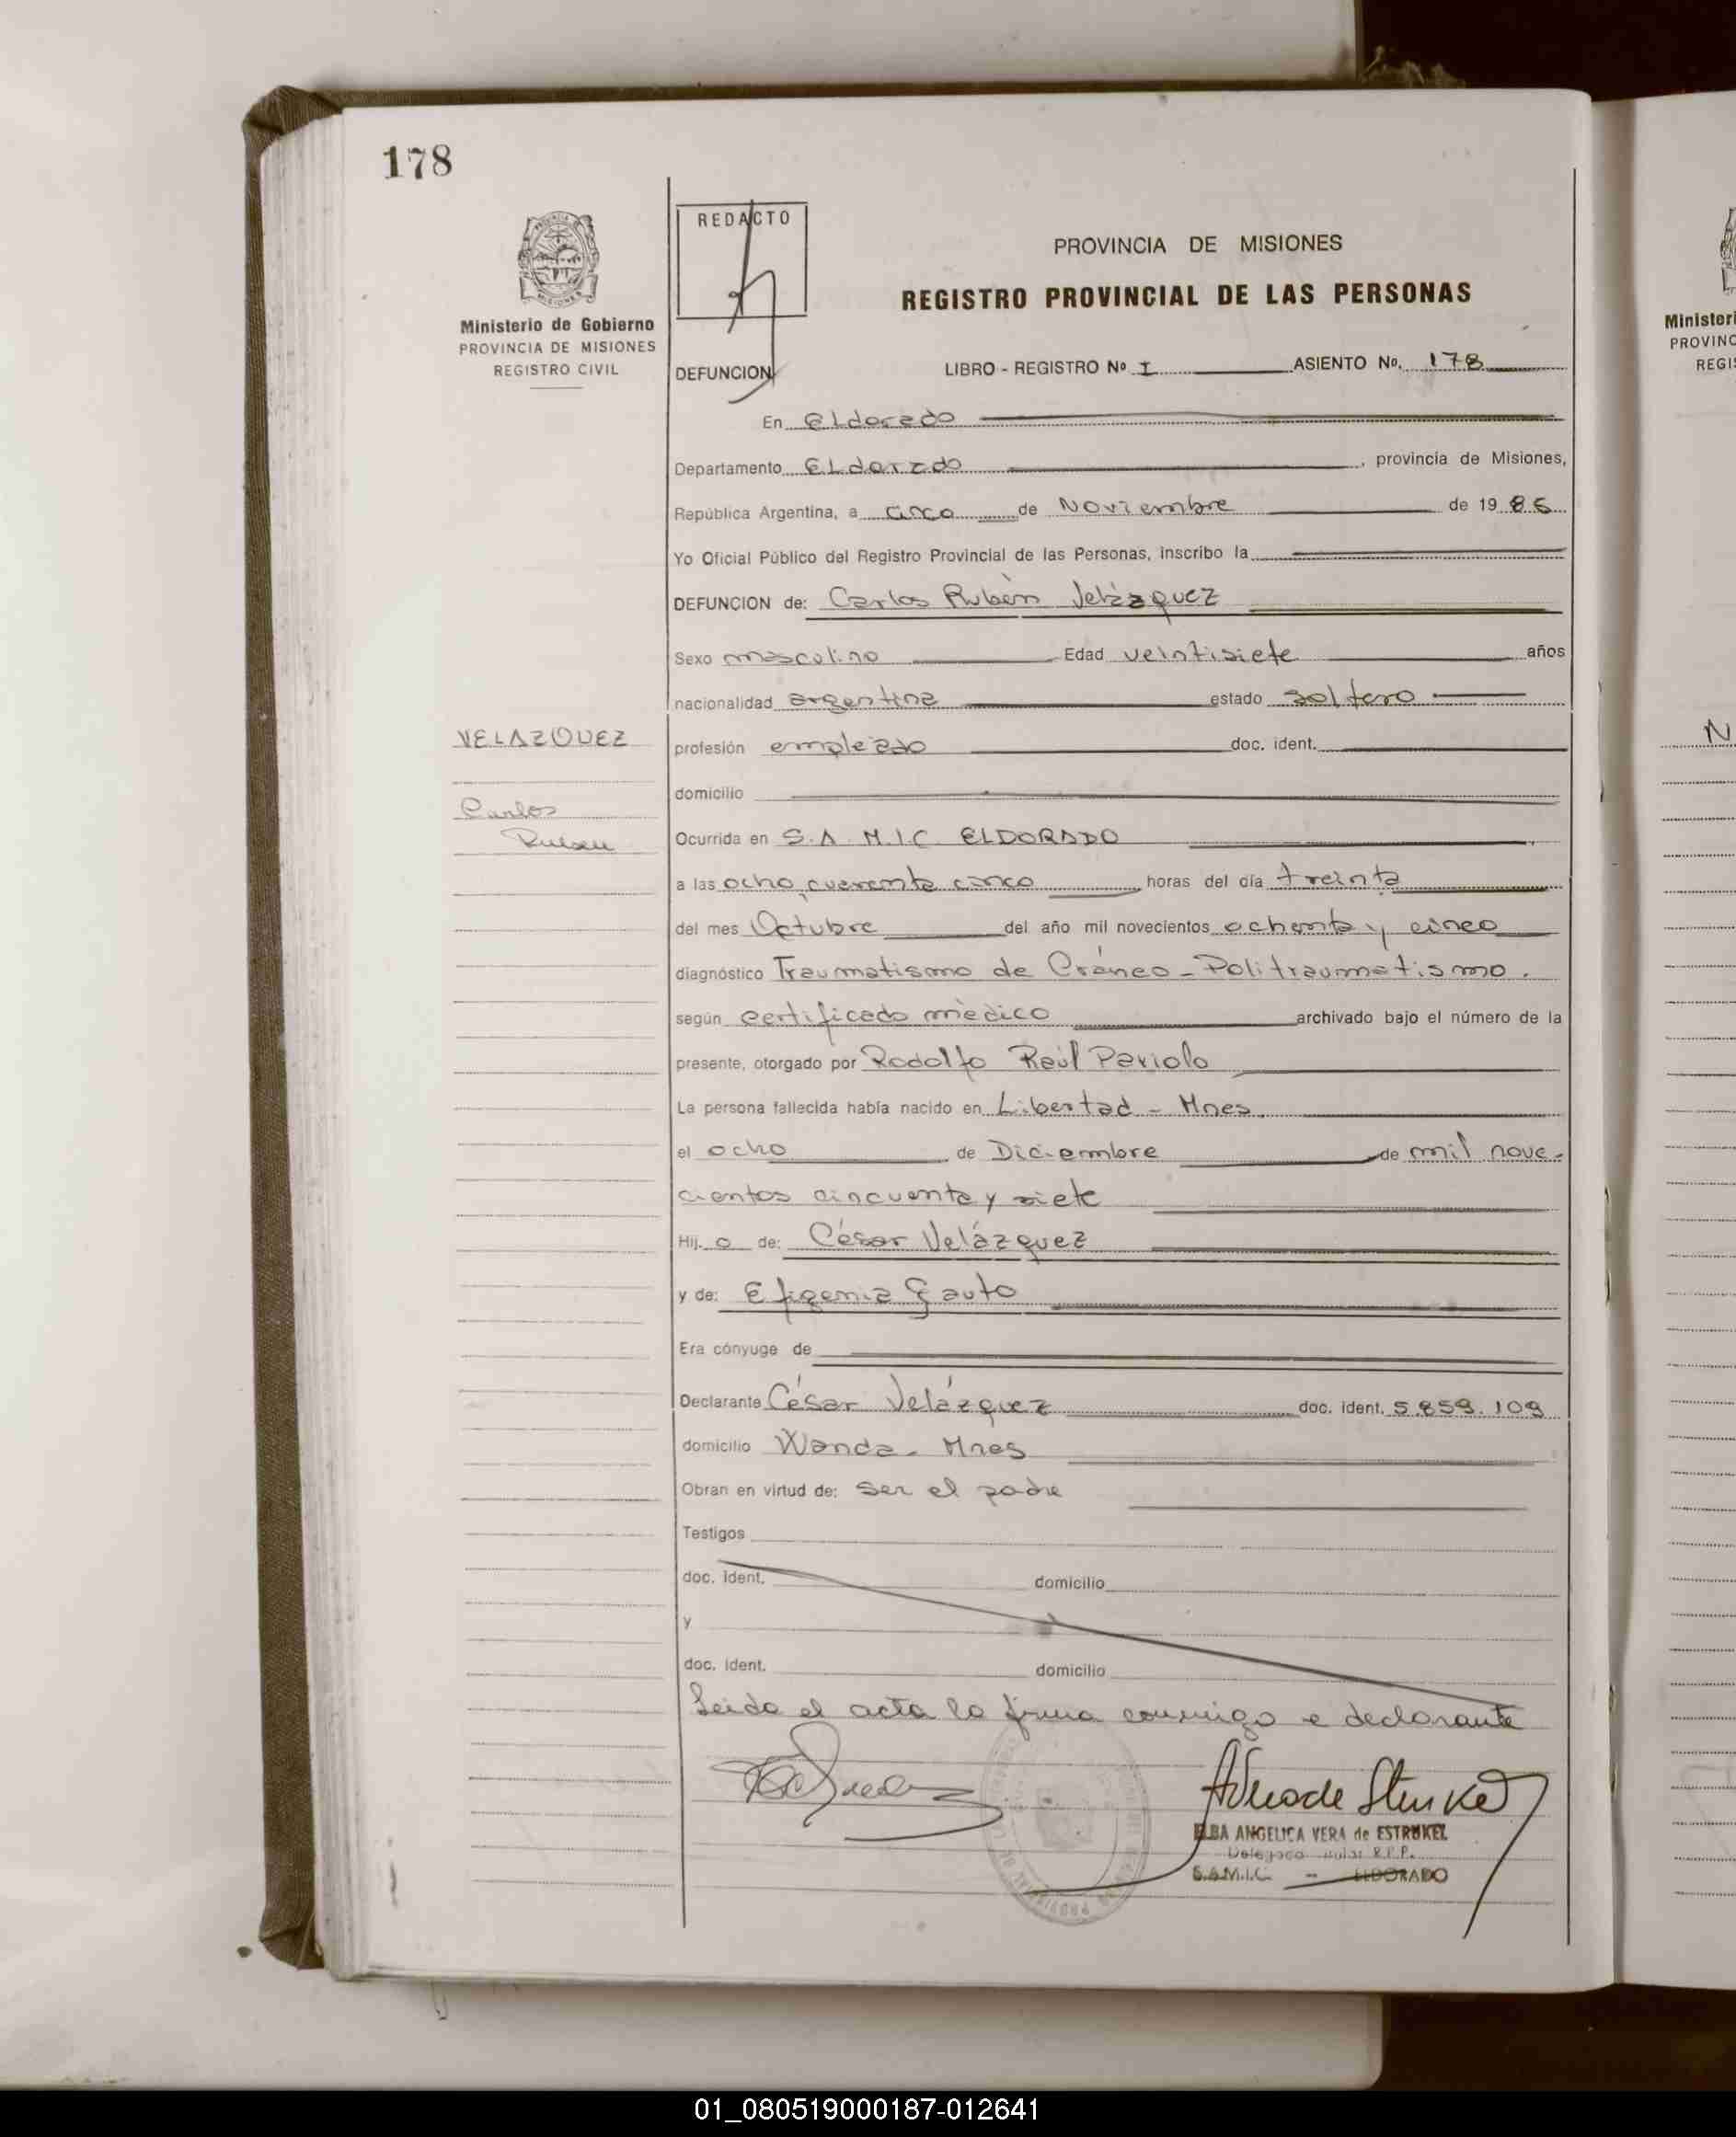 178
REDACTO
Ministerio de Gobierno
PROVINCIA DE MISIONES
REGISTRO CIVIL
PROVINCIA DE MISIONES
REGISTRO PROVINCIAL DE LAS PERSONAS
DEFUNCION LIBRO - REGISTRO Nº I ASIENTO Nº. 178
En Eldorado
Departamento Eldorado, provincia de Misiones,
República Argentina, a cinco de Noviembre de 19 85
Yo Oficial Público del Registro Provincial de las Personas, inscribo la
DEFUNCION de: Carlos Rubén Velázquez
Sexo masculino Edad veintisiete años
nacionalidad argentina estado soltero
VELAZQUEZ
Carlos
Ruben
profesión empleado doc. ident.
domicilio
Ocurrida en S.A.M.I.C. ELDORADO
a las ocho, cuarenta cinco horas del día treinta
del mes Octubre del año mil novecientos ochenta y cinco
diagnóstico Traumatismo de Cráneo - Politraumatismo.
según certificado médico archivado bajo el número de la
presente, otorgado por Rodolfo Raúl
La persona fallecida había nacido en Libertad - Mnes.
el ocho de Diciembre de mil nove-
cientos cincuenta y siete
Hij o de: César Velázquez
y de: Efigenia Gauto
Era cónyuge de
Declarante César Velázquez doc. ident. 5.859.109
domicilio Wanda - Mnes
Obran en virtud de: ser el padre
Testigos
doc. ident. domicilio
y
doc. ident. domicilio
Leida el acta la firma conmigo e declarante
ELBA ANGELICA VERA de ESTRUKEL
S.A.M.I.C. - ELDORADO
Ministeri
PROVINC
REGIS
N
01_080519000187-012641